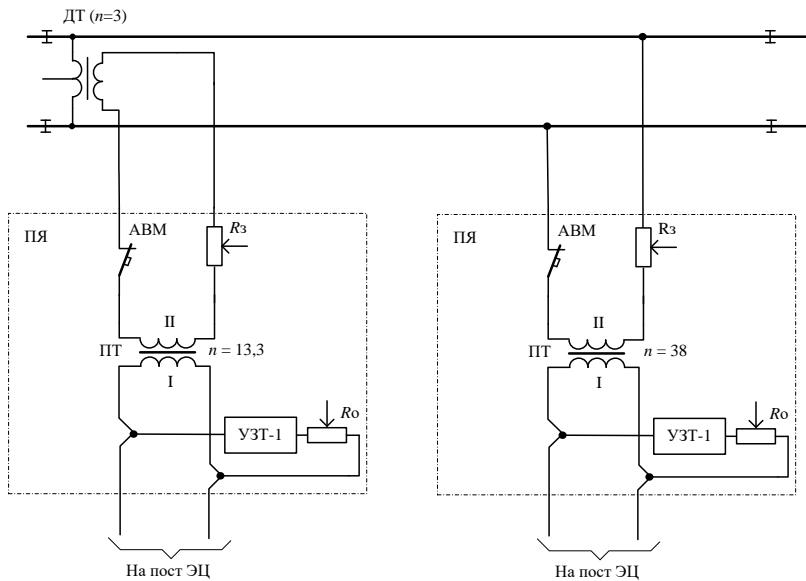 ДТ (n=3)
ПЯ
АВМ
Rз
II
ПТ
n = 13,3
I
УЗТ-1
Rо
На пост ЭЦ
ПЯ
АВМ
Rз
II
ПТ
n = 38
I
УЗТ-1
Rо
На пост ЭЦ